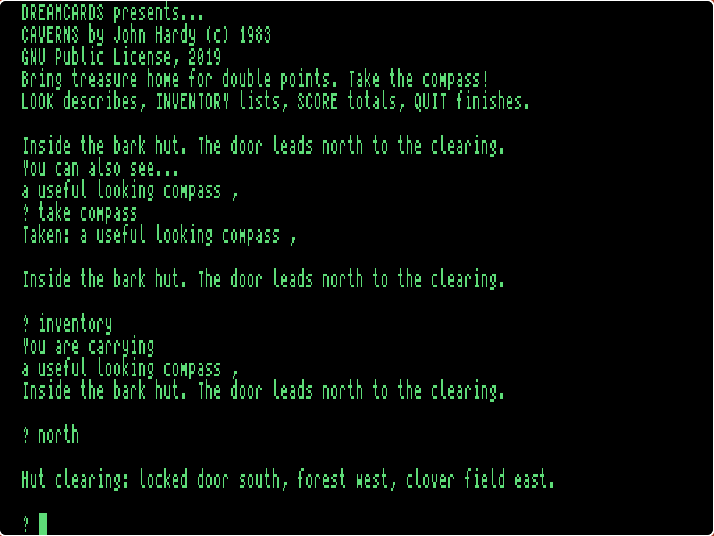 DREAMCARDS presents...
CAVERNS by John Hardy (c) 1983
GNU Public License, 2019
Bring treasure home for double points. Take the compass!
LOOK describes, INVENTORY lists, SCORE totals, QUIT finishes.
Inside the bark hut. The door leads north to the clearing.
You can also see...
a useful looking compass ,
? take compass
Taken: a useful looking compass ,
Inside the bark hut. The door leads north to the clearing.
? inventory
You are carrying
a useful looking compass ,
Inside the bark hut. The door leads north to the clearing.
? north
Hut clearing: locked door south, forest west, clover field east.
?